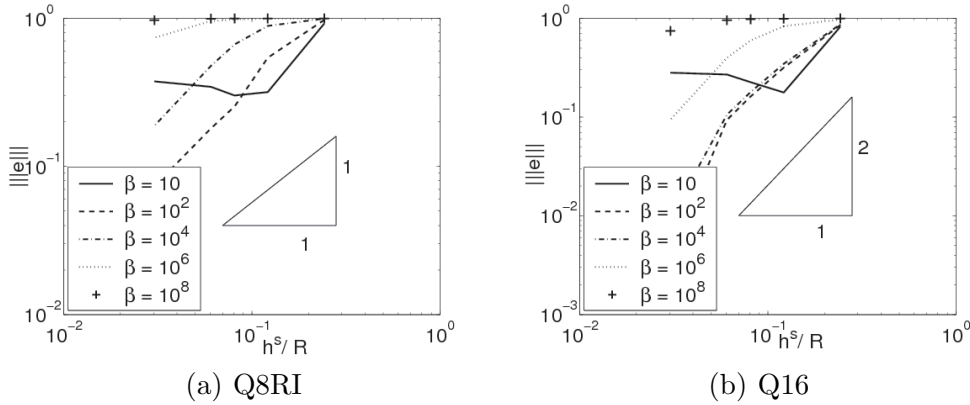 10^0
10^-1
10^-2
|||e|||
β = 10
β = 10^2
β = 10^4
β = 10^6
β = 10^8
1
1
10^-2
10^-1
10^0
h^s/ R
(a) Q8RI
10^0
10^-1
10^-2
10^-3
|||e|||
β = 10
β = 10^2
β = 10^4
β = 10^6
β = 10^8
2
1
10^-2
10^-1
10^0
h^s/ R
(b) Q16